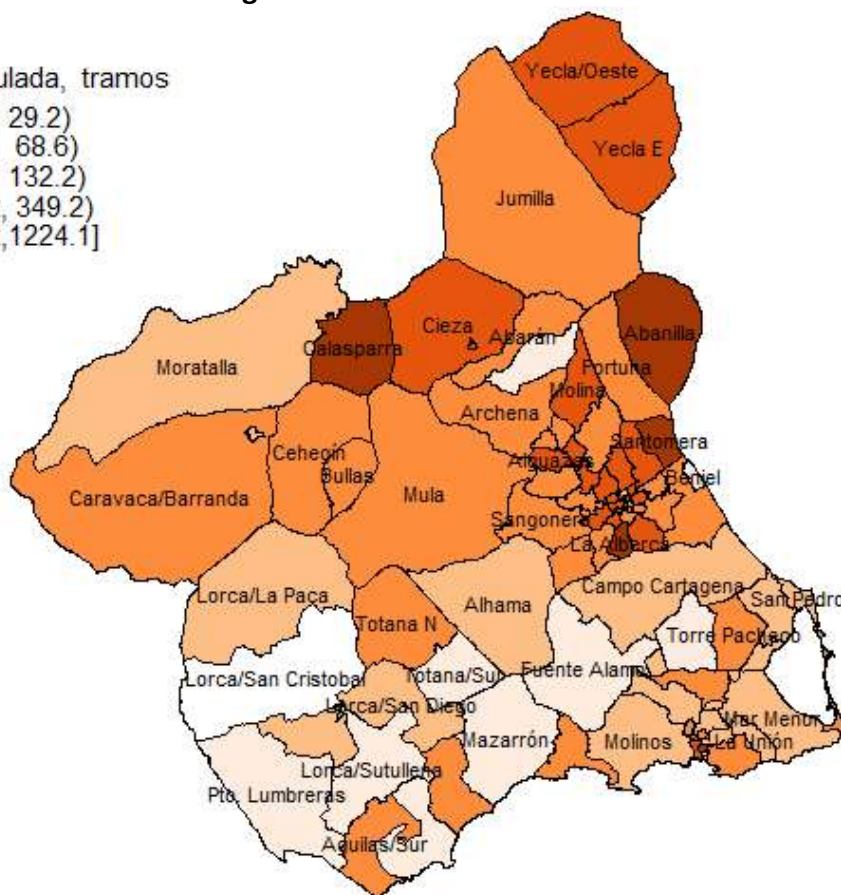 ulada, tramos
29.2)
68.6)
132.2)
, 349.2)
,1224.1]
Yecla/Oeste
Yecla E
Jumilla
Cieza
Abarán
Abanilla
Calasparra
Moratalla
Fortuna
Molina
Archena
Santomera
Cehegín
Bullas
Alguazas
Beniel
Caravaca/Barranda
Mula
Sangonera
La Alberca
Lorca/La Paca
Alhama
Campo Cartagena
San Pedro
Totana N
Torre Pacheco
Lorca/San Cristobal
Totana/Sur
Fuente Alamo
Lorca/San Diego
Mazarrón
Molinos
Mar Menor
La Unión
Lorca/Sutullena
Pto. Lumbreras
Aguilas/Sur